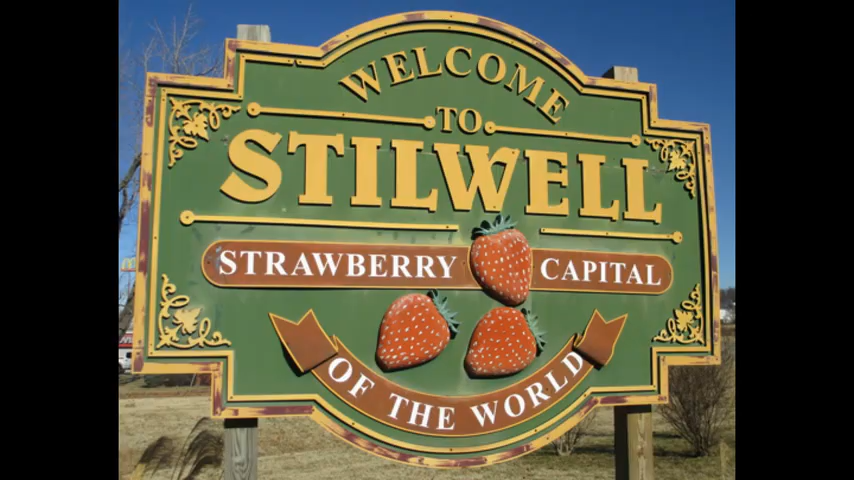 WELCOME
TO
STILWELL
STRAWBERRY CAPITAL
OF THE WORLD